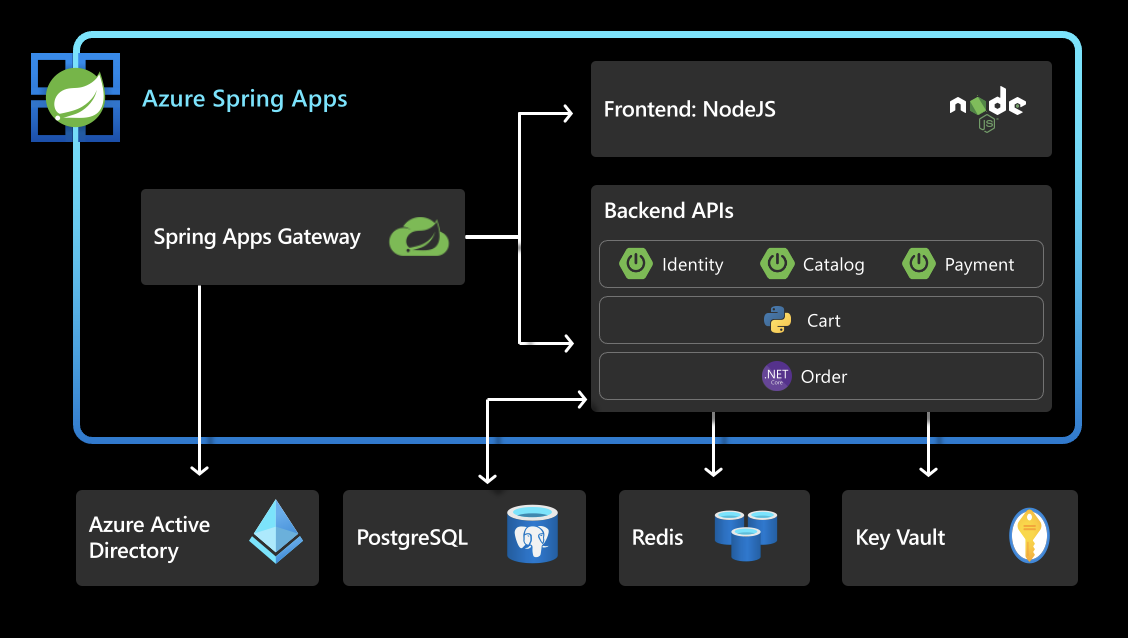 Azure Spring Apps
Frontend: NodeJS
node
JS
Spring Apps Gateway
Backend APIs
Identity
Catalog
Payment
Cart
.NET
Core
Order
Azure Active
Directory
PostgreSQL
Redis
Key Vault